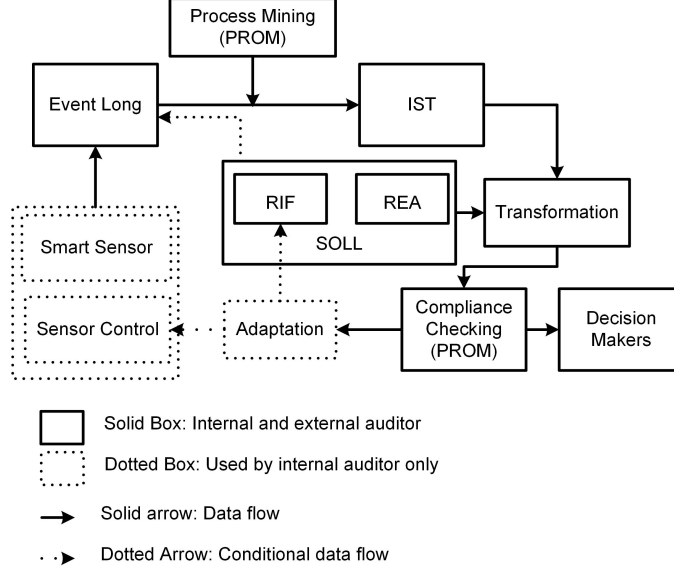 Process Mining
(PROM)
Event Long
IST
RIF
REA
SOLL
Transformation
Smart Sensor
Sensor Control
Adaptation
Compliance
Checking
(PROM)
Decision
Makers
Solid Box: Internal and external auditor
Dotted Box: Used by internal auditor only
Solid arrow: Data flow
Dotted Arrow: Conditional data flow